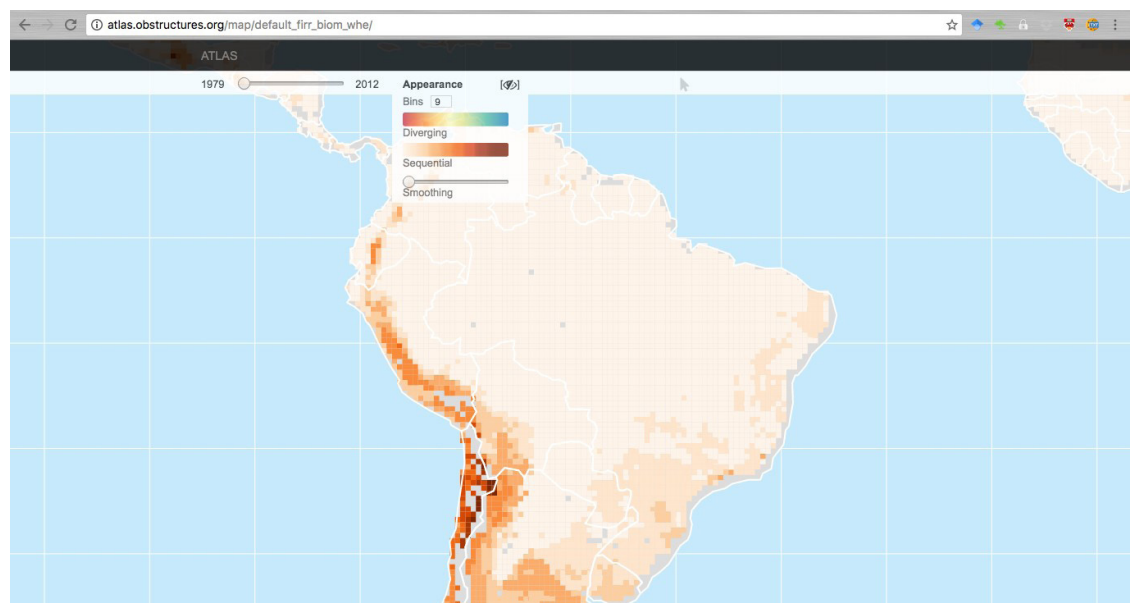 atlas.obstructures.org/map/default_firr_biom_whe/
ATLAS
1979 2012
Appearance []
Bins 9
Diverging
Sequential
Smoothing